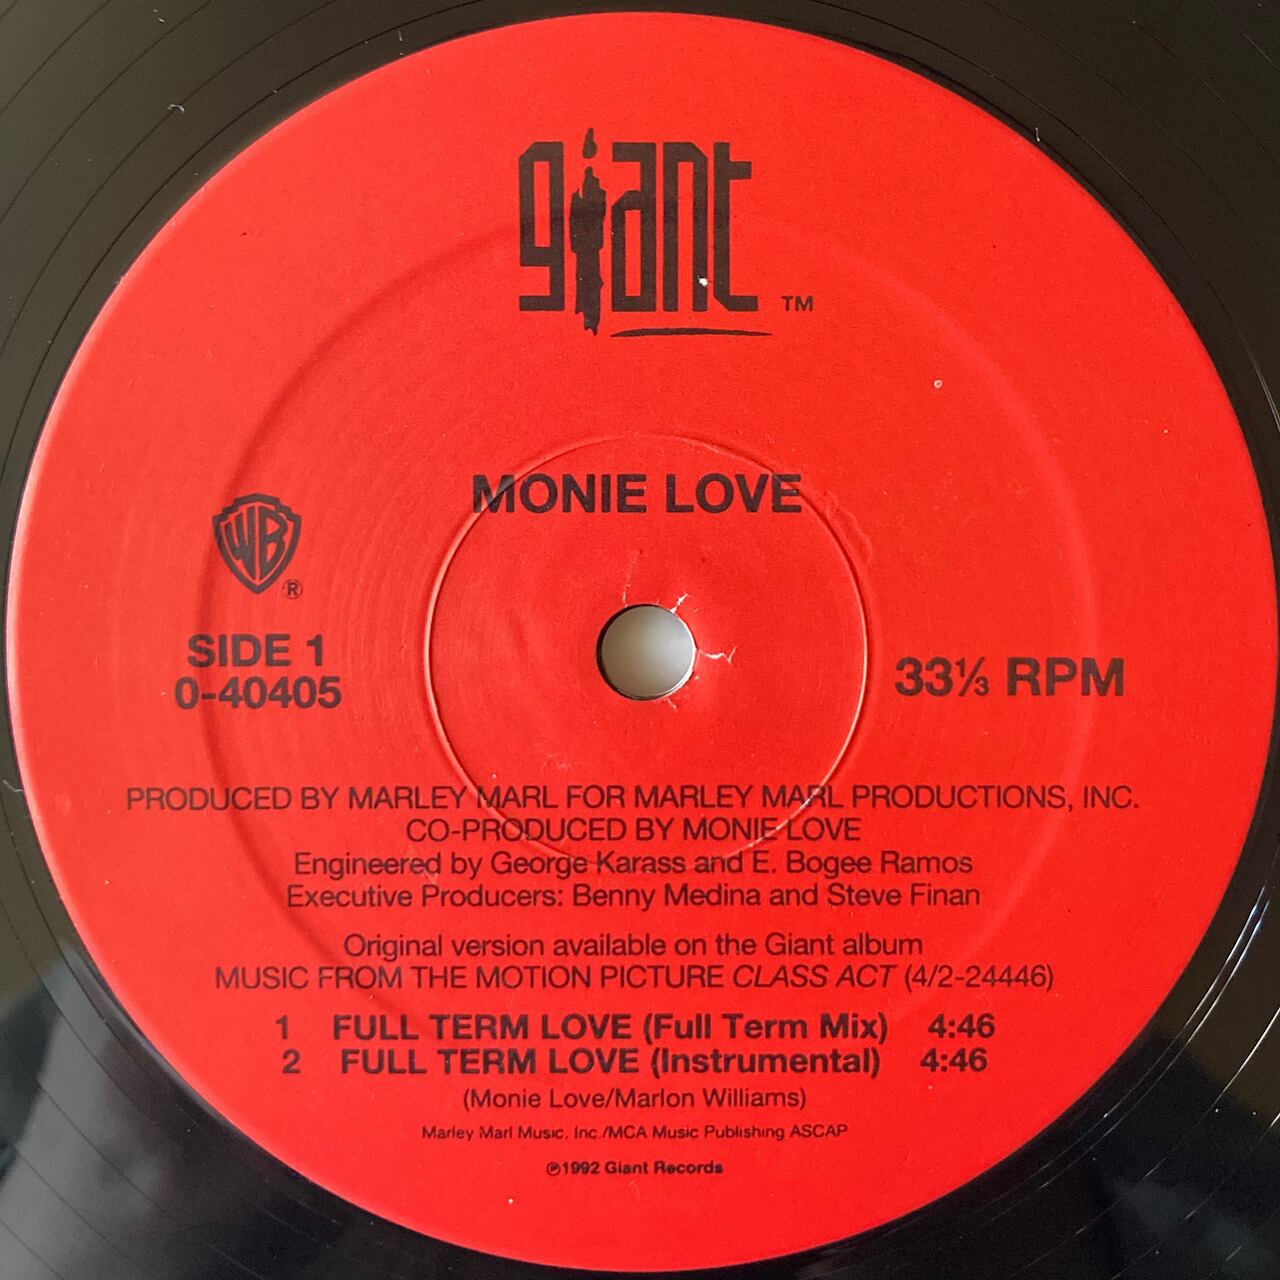 giant ™
MONIE LOVE
WB ®
SIDE 1
0-40405
33⅓ RPM
PRODUCED BY MARLEY MARL FOR MARLEY MARL PRODUCTIONS, INC.
CO-PRODUCED BY MONIE LOVE
Engineered by George Karass and E. Bogee Ramos
Executive Producers: Benny Medina and Steve Finan
Original version available on the Giant album
MUSIC FROM THE MOTION PICTURE CLASS ACT (4/2-24446)
1 FULL TERM LOVE (Full Term Mix) 4:46
2 FULL TERM LOVE (Instrumental) 4:46
(Monie Love/Marlon Williams)
Marley Marl Music, Inc./MCA Music Publishing ASCAP
℗1992 Giant Records